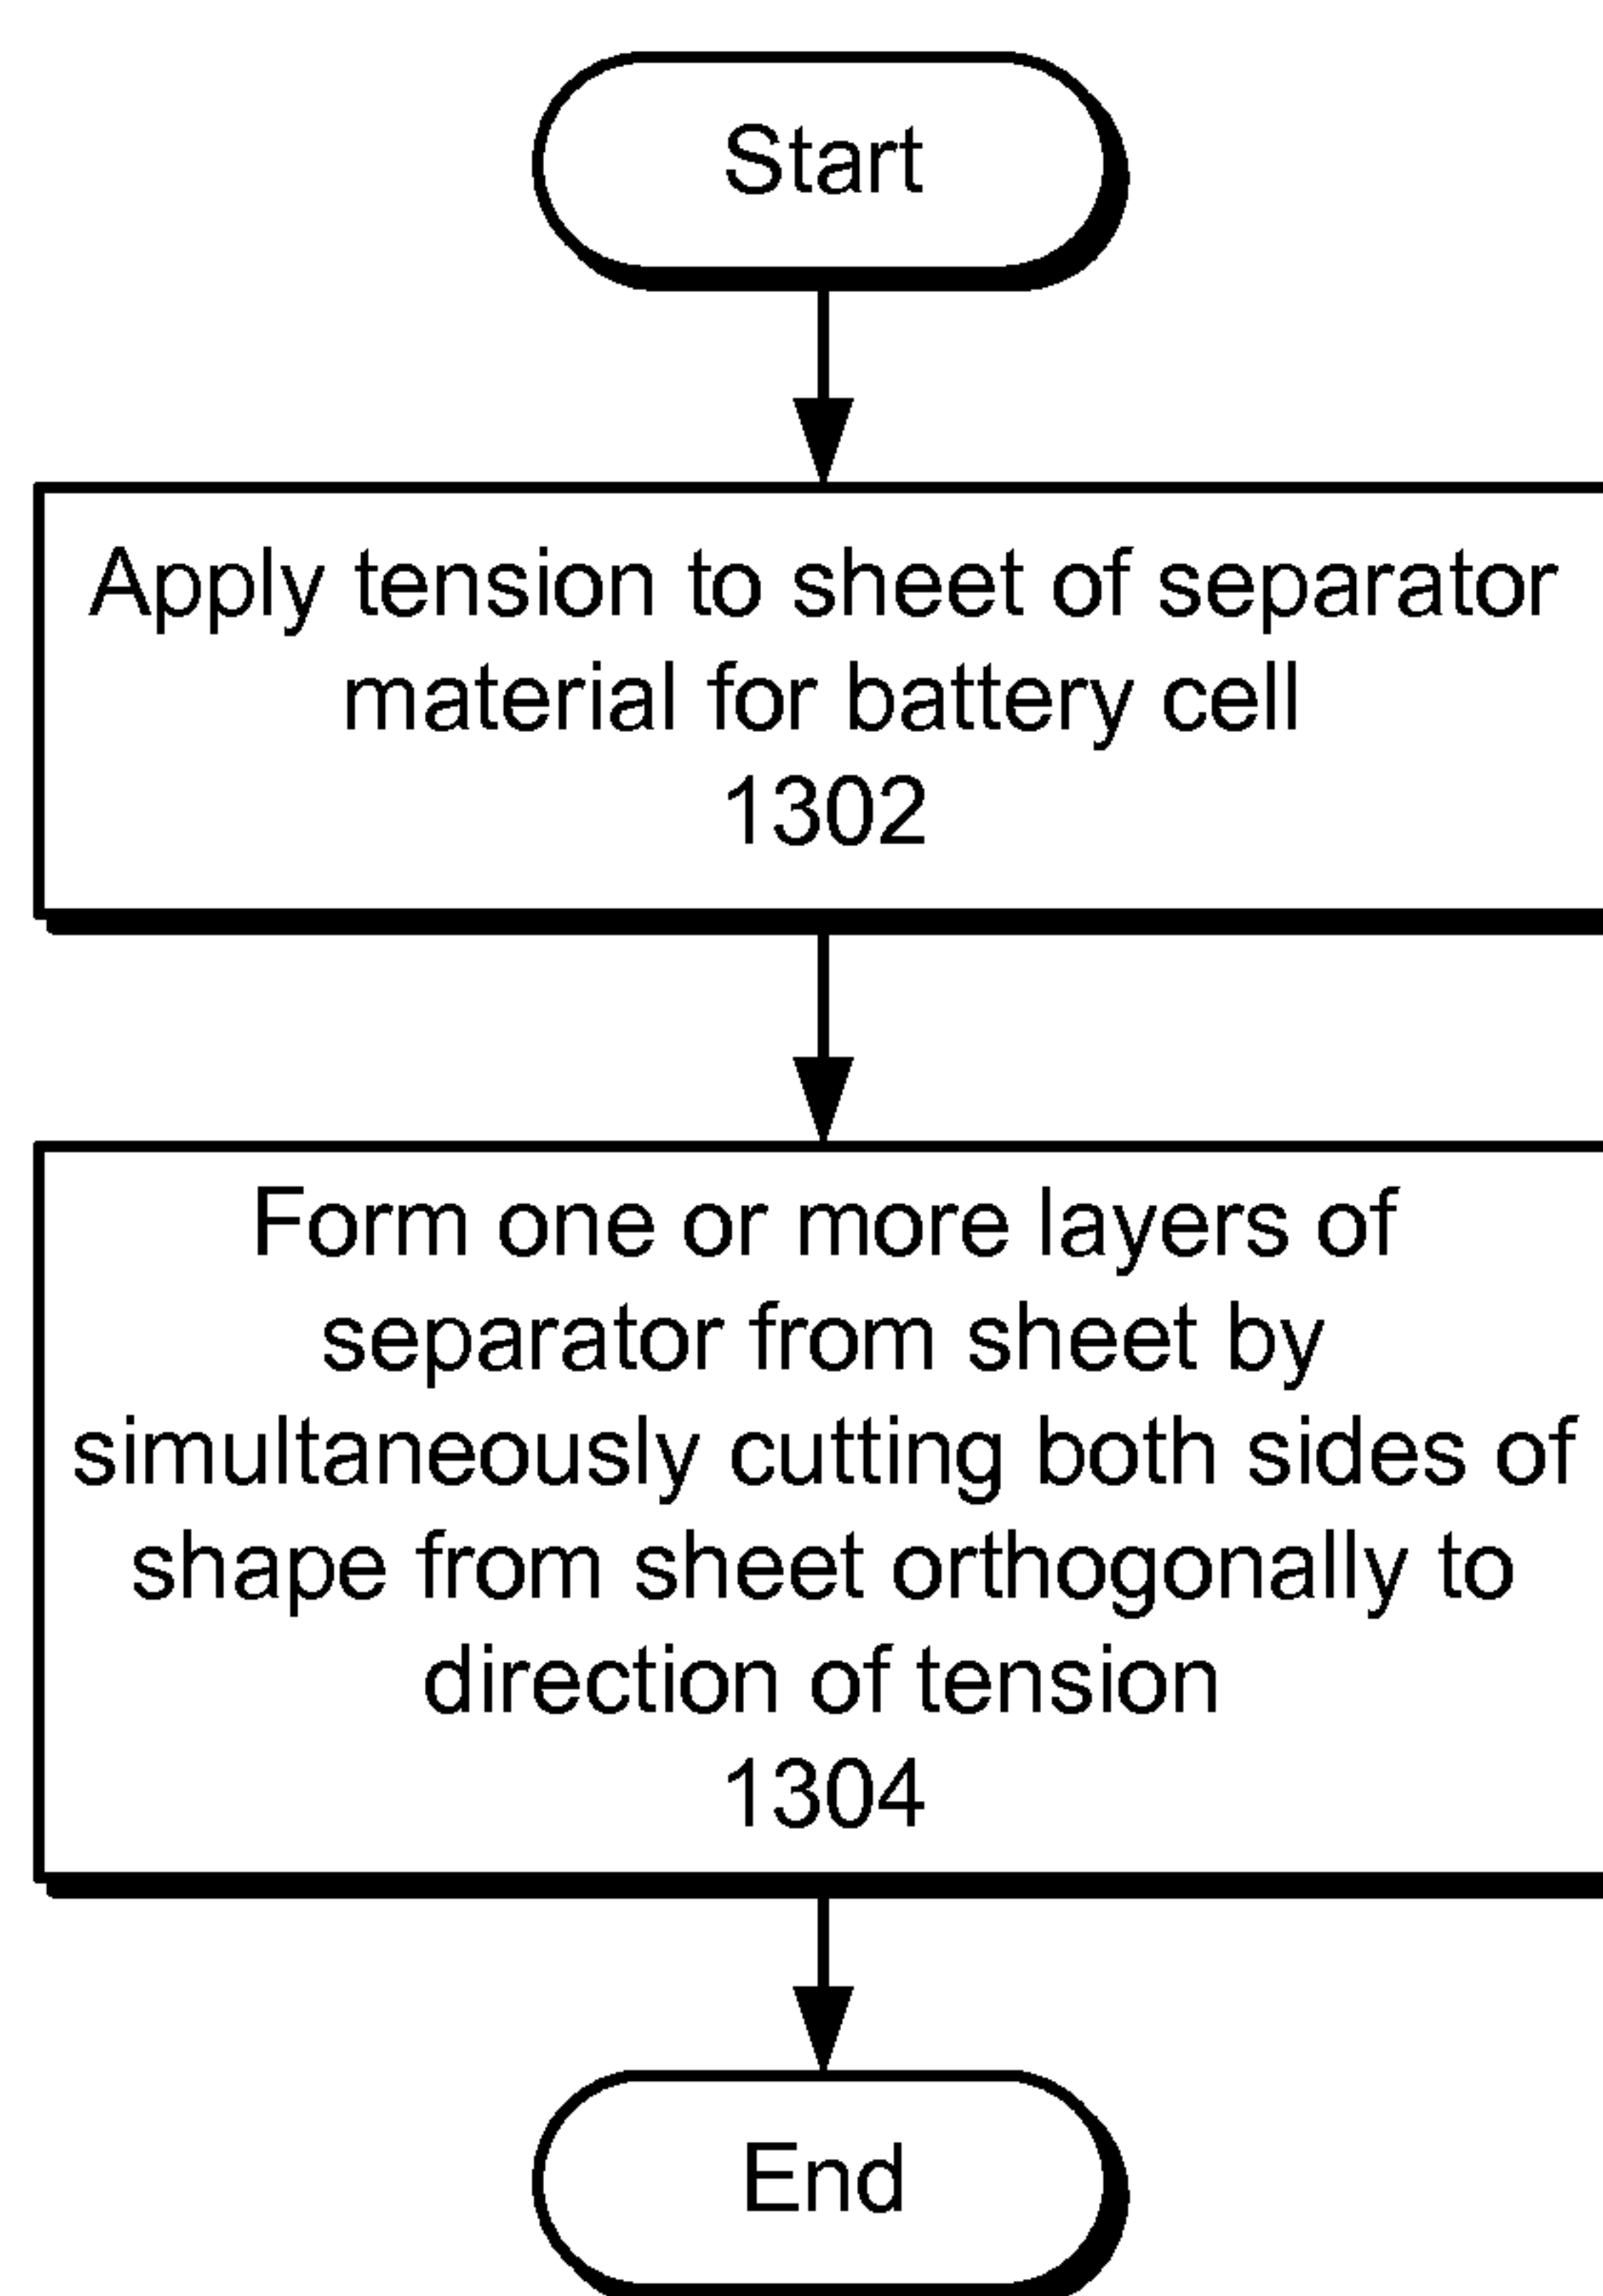 Start
Apply tension to sheet of separator
material for battery cell
1302
Form one or more layers of
separator from sheet by
simultaneously cutting both sides of
shape from sheet orthogonally to
direction of tension
1304
End